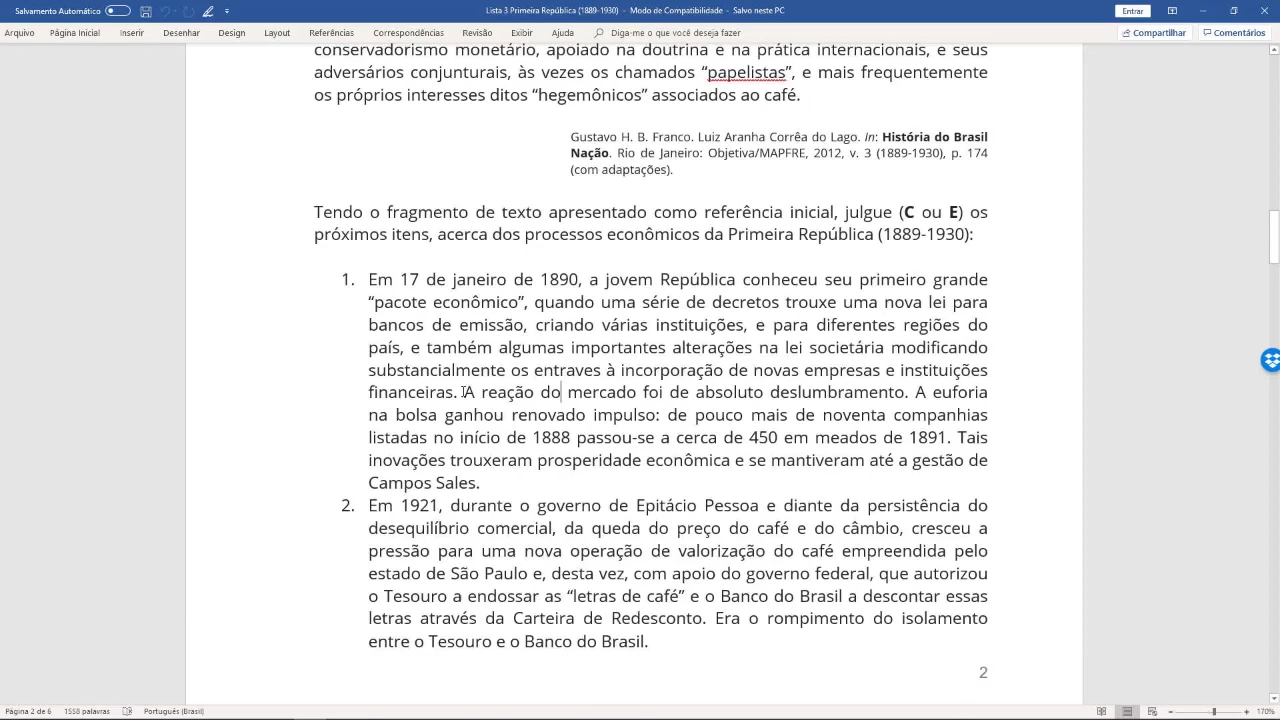 Salvamento Automático
Lista 3 Primeira República (1889-1930) - Modo de Compatibilidade - Salvo neste PC
Entrar
Arquivo Página Inicial Inserir Desenhar Design Layout Referências Correspondências Revisão Exibir Ajuda Diga-me o que você deseja fazer
Compartilhar Comentários
conservadorismo monetário, apoiado na doutrina e na prática internacionais, e seus
adversários conjunturais, às vezes os chamados “papelistas”, e mais frequentemente
os próprios interesses ditos “hegemônicos” associados ao café.
Gustavo H. B. Franco. Luiz Aranha Corrêa do Lago. In: História do Brasil
Nação. Rio de Janeiro: Objetiva/MAPFRE, 2012, v. 3 (1889-1930), p. 174
(com adaptações).
Tendo o fragmento de texto apresentado como referência inicial, julgue (C ou E) os
próximos itens, acerca dos processos econômicos da Primeira República (1889-1930):
1. Em 17 de janeiro de 1890, a jovem República conheceu seu primeiro grande
“pacote econômico”, quando uma série de decretos trouxe uma nova lei para
bancos de emissão, criando várias instituições, e para diferentes regiões do
país, e também algumas importantes alterações na lei societária modificando
substancialmente os entraves à incorporação de novas empresas e instituições
financeiras. A reação do mercado foi de absoluto deslumbramento. A euforia
na bolsa ganhou renovado impulso: de pouco mais de noventa companhias
listadas no início de 1888 passou-se a cerca de 450 em meados de 1891. Tais
inovações trouxeram prosperidade econômica e se mantiveram até a gestão de
Campos Sales.
2. Em 1921, durante o governo de Epitácio Pessoa e diante da persistência do
desequilíbrio comercial, da queda do preço do café e do câmbio, cresceu a
pressão para uma nova operação de valorização do café empreendida pelo
estado de São Paulo e, desta vez, com apoio do governo federal, que autorizou
o Tesouro a endossar as “letras de café” e o Banco do Brasil a descontar essas
letras através da Carteira de Redesconto. Era o rompimento do isolamento
entre o Tesouro e o Banco do Brasil.
2
Página 2 de 6 1558 palavras Português (Brasil)
170%